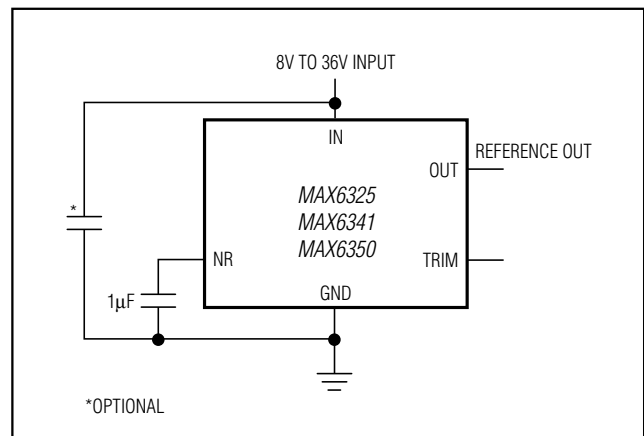 8V TO 36V INPUT
IN
REFERENCE OUT
OUT
MAX6325
MAX6341
MAX6350
*
NR
TRIM
1µF
GND
*OPTIONAL